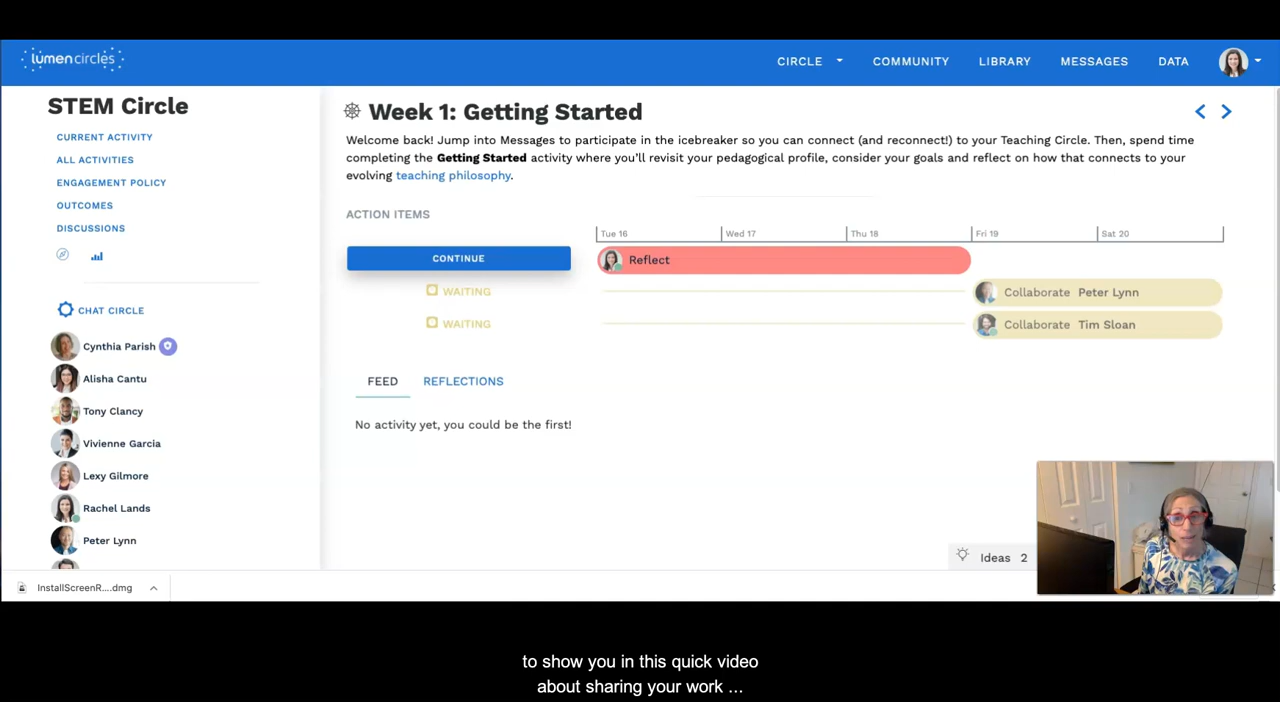 lumen circles
CIRCLE
COMMUNITY
LIBRARY
MESSAGES
DATA
STEM Circle
CURRENT ACTIVITY
ALL ACTIVITIES
ENGAGEMENT POLICY
OUTCOMES
DISCUSSIONS
CHAT CIRCLE
Cynthia Parish
Alisha Cantu
Tony Clancy
Vivienne Garcia
Lexy Gilmore
Rachel Lands
Peter Lynn
Week 1: Getting Started
Welcome back! Jump into Messages to participate in the icebreaker so you can connect (and reconnect!) to your Teaching Circle. Then, spend time
completing the Getting Started activity where you'll revisit your pedagogical profile, consider your goals and reflect on how that connects to your
evolving teaching philosophy.
ACTION ITEMS
Tue 16
Wed 17
Thu 18
Fri 19
Sat 20
CONTINUE
Reflect
WAITING
Collaborate Peter Lynn
WAITING
Collaborate Tim Sloan
FEED
REFLECTIONS
No activity yet, you could be the first!
Ideas 2
InstallScreenR....dmg
to show you in this quick video
about sharing your work ...